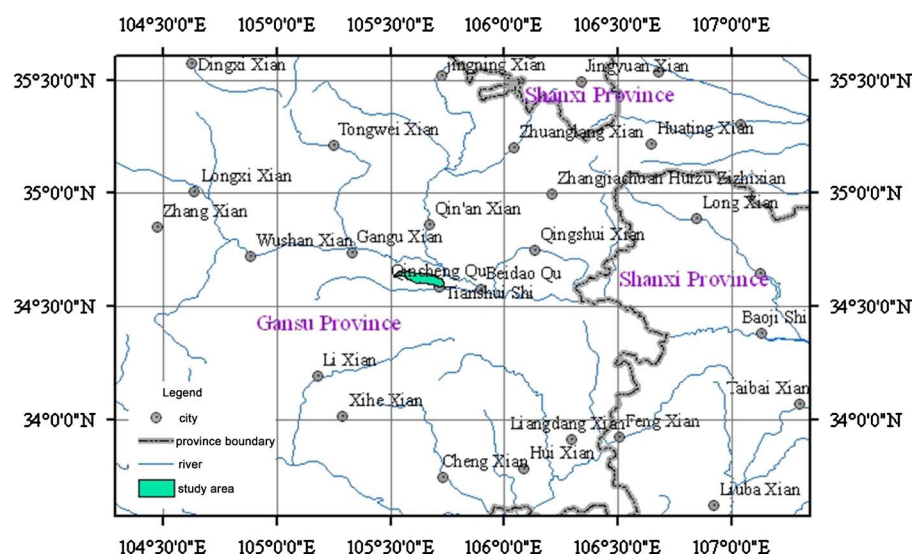 104°30'0"E 105°0'0"E 105°30'0"E 106°0'0"E 106°30'0"E 107°0'0"E
35°30'0"N 35°30'0"N
Dingxi Xian
jingning Xian
Jingyuan Xian
Shanxi Province
Tongwei Xian
Zhuanglang Xian
Huating Xian
Longxi Xian
Zhangjiachuan Huizu Zizhixian
35°0'0"N 35°0'0"N
Zhang Xian
Qin'an Xian
Long Xian
Wushan Xian
Gangu Xian
Qingshui Xian
Qincheng Qu
Beidao Qu
Shanxi Province
Tianshui Shi
34°30'0"N 34°30'0"N
Gansu Province
Baoji Shi
Li Xian
Taibai Xian
Legend
Xihe Xian
city
34°0'0"N 34°0'0"N
Liangdang Xian
Feng Xian
province boundary
Hui Xian
Cheng Xian
river
study area
Liuba Xian
104°30'0"E 105°0'0"E 105°30'0"E 106°0'0"E 106°30'0"E 107°0'0"E